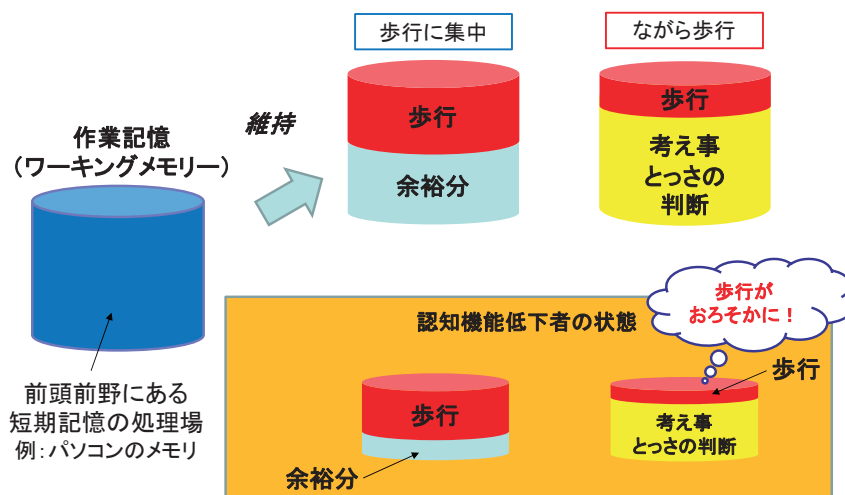 歩行に集中
ながら歩行
作業記憶
（ワーキングメモリー）
維持
歩行
余裕分
歩行
考え事
とっさの
判断
前頭前野にある
短期記憶の処理場
例：パソコンのメモリ
認知機能低下者の状態
歩行が
おろそかに！
歩行
余裕分
歩行
考え事
とっさの判断